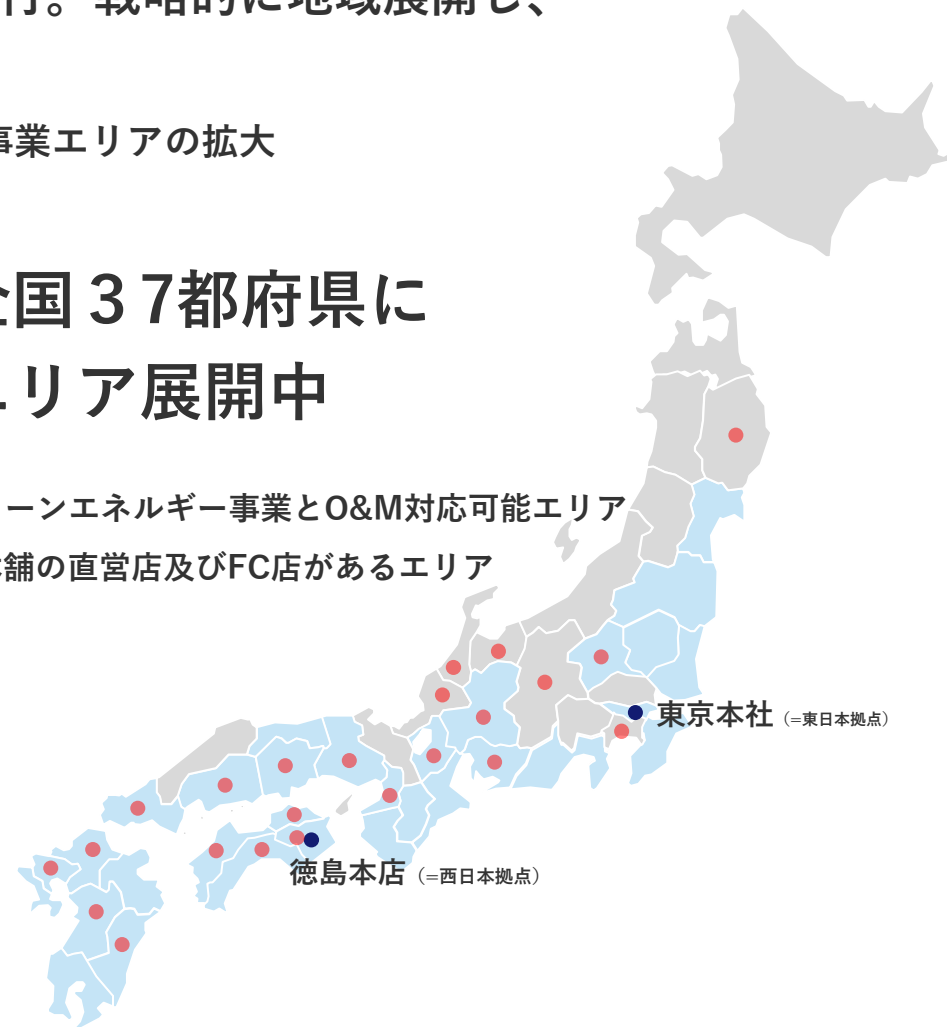 行。戦略的に地域展開し、
事業エリアの拡大
全国３7都府県に
エリア展開中
ーンエネルギー事業とO&M対応可能エリア
舗の直営店及びFC店があるエリア
東京本社（=東日本拠点）
徳島本店（=西日本拠点）